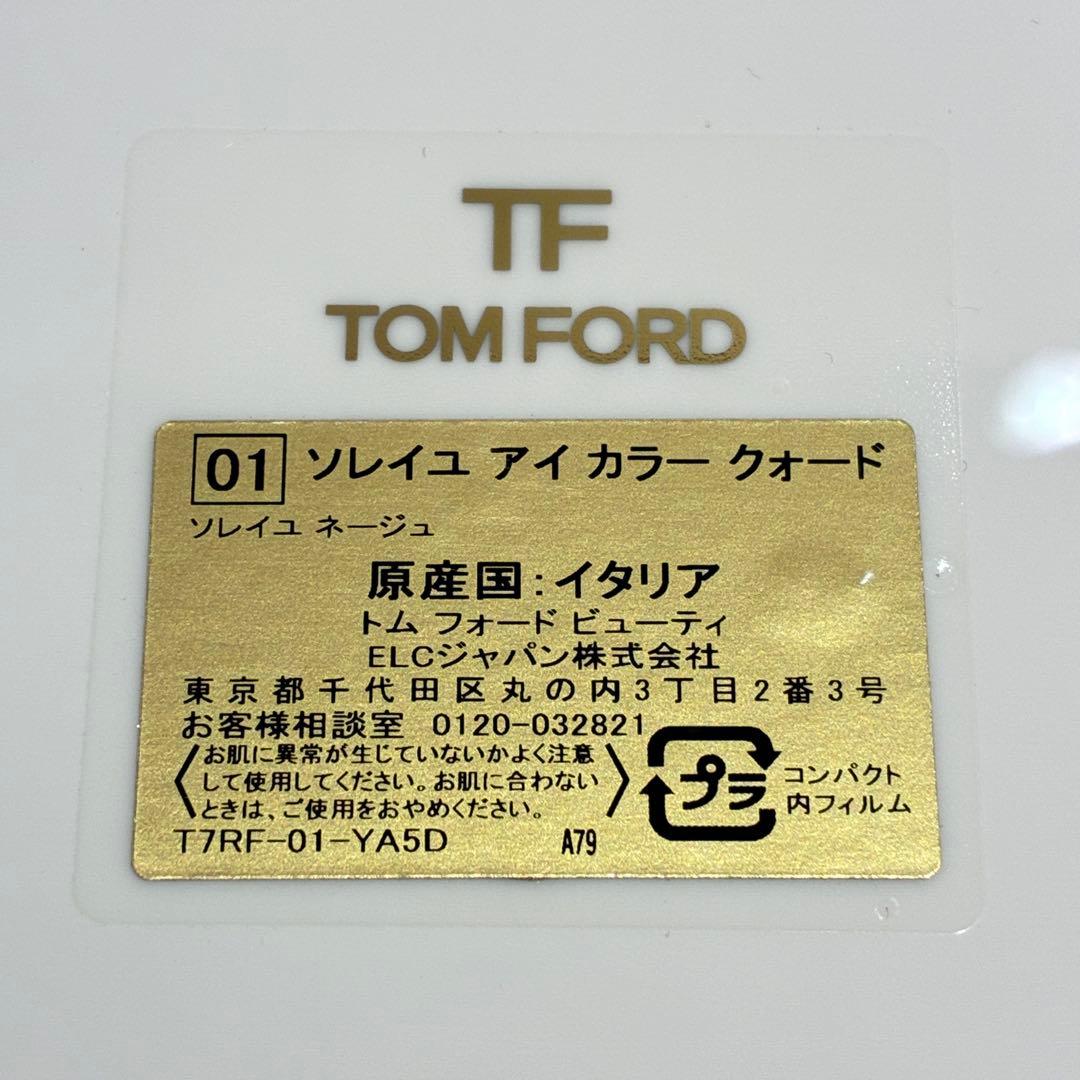 TF
TOM FORD
01 ソレイユ アイ カラー クォード
ソレイユ ネージュ
原産国:イタリア
トム フォード ビューティ
ELCジャパン株式会社
東京都千代田区丸の内3丁目2番3号
お客様相談室 0120-032821
〈お肌に異常が生じていないかよく注意
して使用してください。お肌に合わない
ときは、ご使用をおやめください。〉
プラ
コンパクト
内フィルム
T7RF-01-YA5D A79